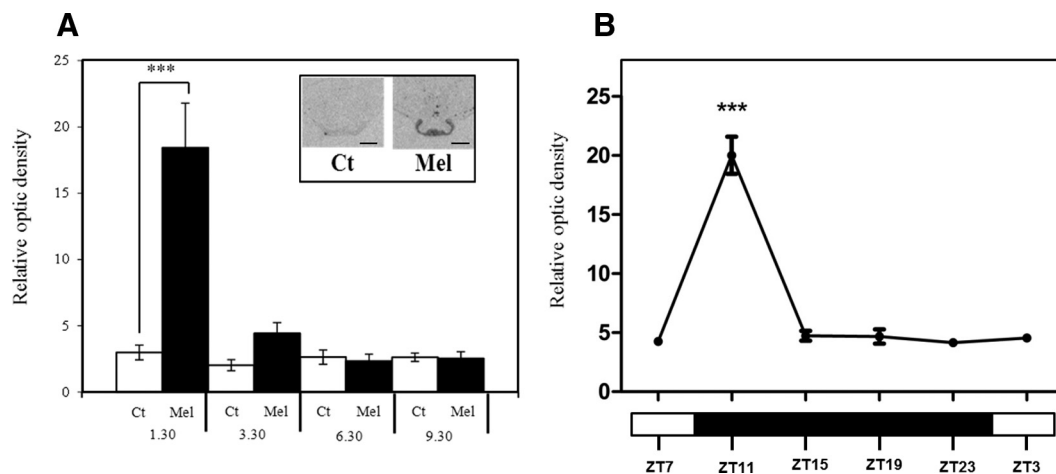 A
Relative optic density
25
20
15
10
5
0
***
Ct
Mel
Ct
Mel
Ct
Mel
Ct
Mel
Ct
Mel
1.30
3.30
6.30
9.30
B
Relative optic density
25
20
15
10
5
0
***
ZT7
ZT11
ZT15
ZT19
ZT23
ZT3